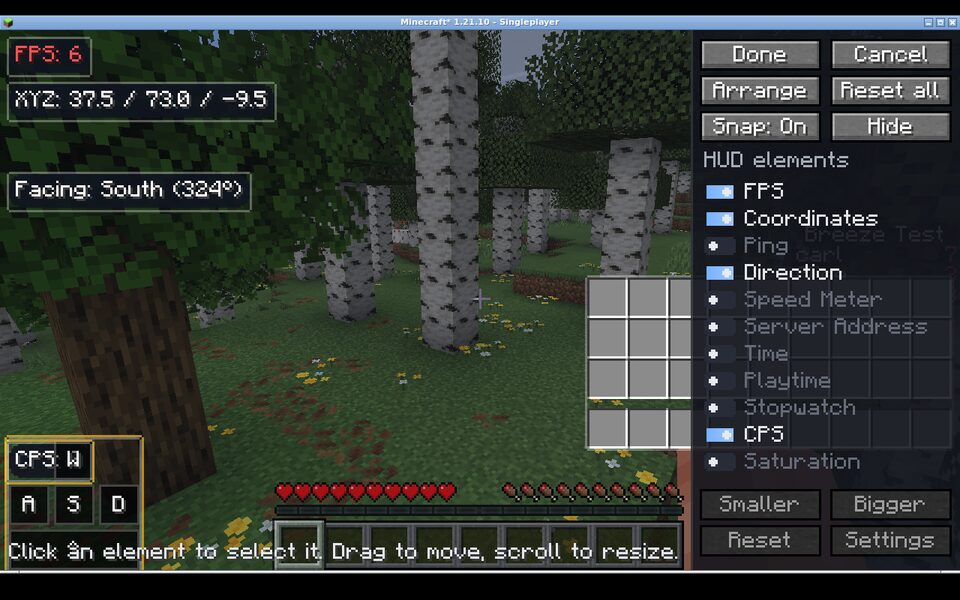 Minecraft* 1.21.10 - Singleplayer
FPS: 6
XYZ: 37.5 / 73.0 / -9.5
Facing: South (324°)
Done
Cancel
Arrange
Reset all
Snap: On
Hide
HUD elements
FPS
Coordinates
Breeze Test
Ping
carl
Direction
Speed Meter
Server Address
Time
Playtime
Stopwatch
CPS
Saturation
CPS W
A S D
Smaller
Bigger
Reset
Settings
Click an element to select it. Drag to move, scroll to resize.